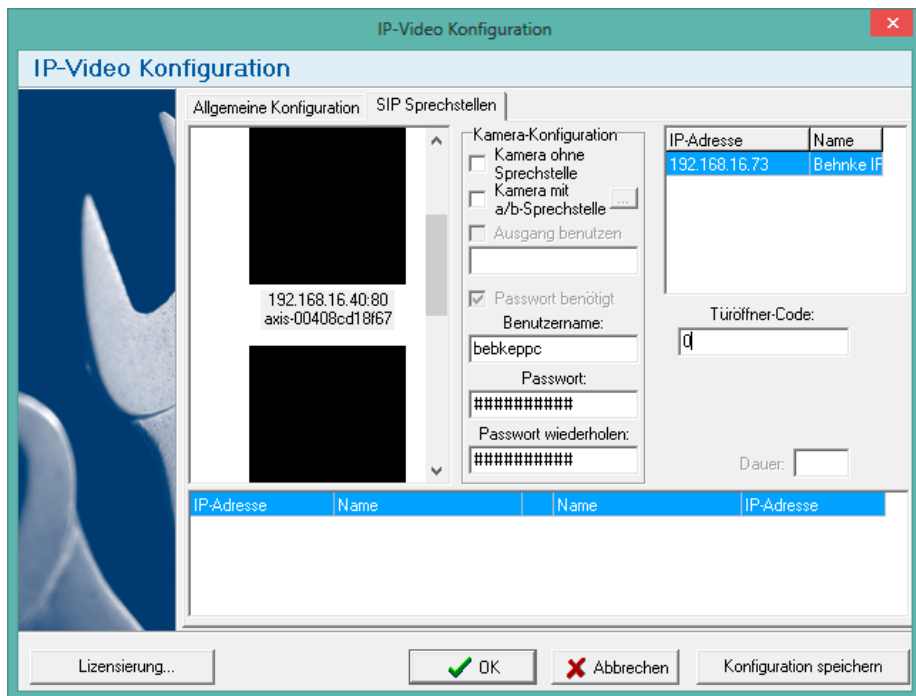 IP-Video Konfiguration
IP-Video Konfiguration
Allgemeine Konfiguration
SIP Sprechstellen
192.168.16.40:80
axis-00408cd18f67
Kamera-Konfiguration
Kamera ohne
Sprechstelle
Kamera mit
a/b-Sprechstelle ...
Ausgang benutzen
Passwort benötigt
Benutzername:
bebkeppc
Passwort:
##########
Passwort wiederholen:
##########
IP-Adresse Name
192.168.16.73 Behnke IF
Türöffner-Code:
0
Dauer:
IP-Adresse Name Name IP-Adresse
Lizensierung...
OK
Abbrechen
Konfiguration speichern